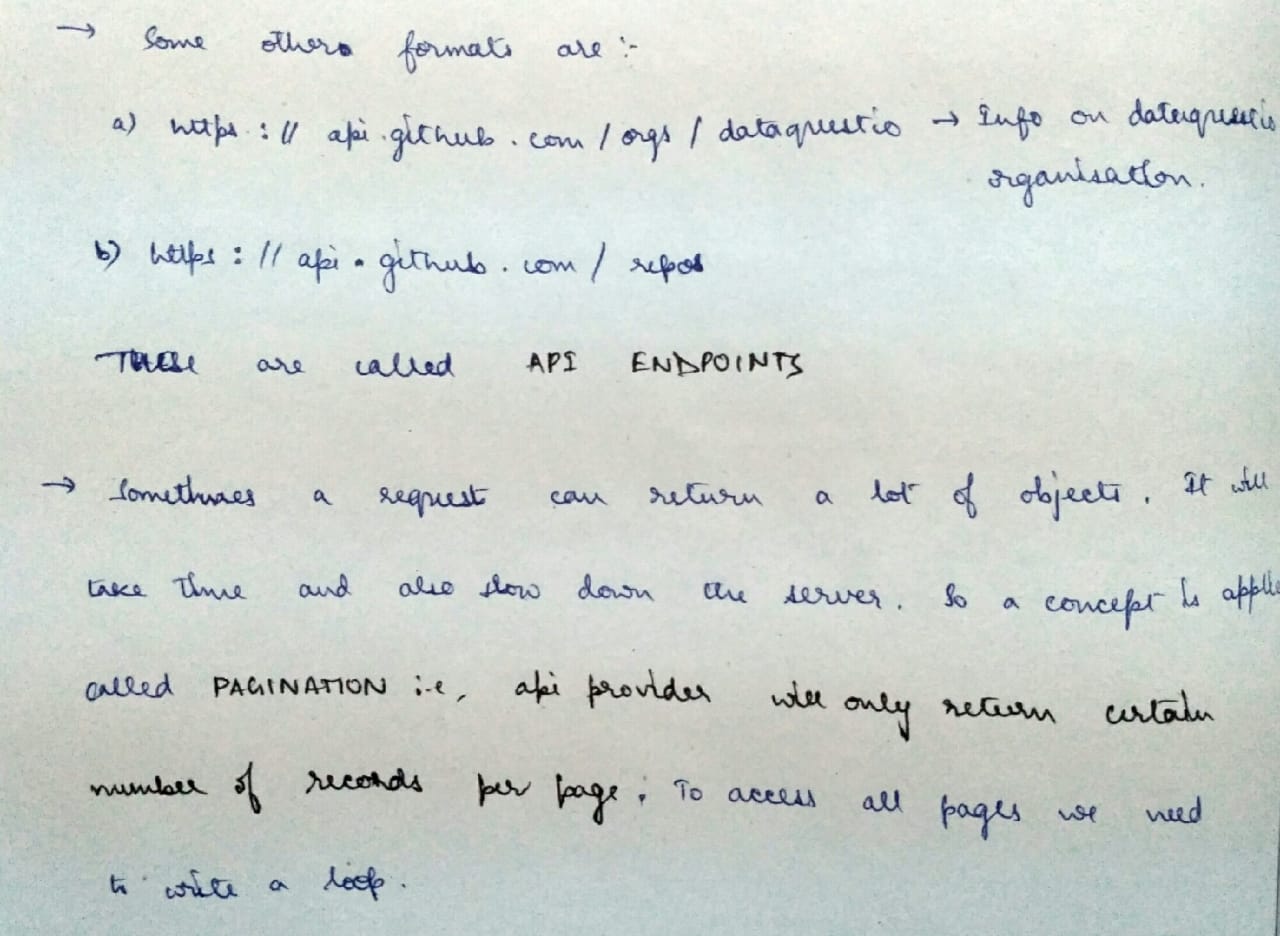 → Some others formats are :-
a) https : // api . github . com / orgs / dataquestio → Info on dataquestio
organisation.
b) https : // api . github . com / repos
These are called API ENDPOINTS
→ Sometimes a request can return a lot of objects . It will
take time and also slow down the server . So a concept is applie
called PAGINATION i.e , api provider will only return certain
number of records per page . To access all pages we need
to write a loop .